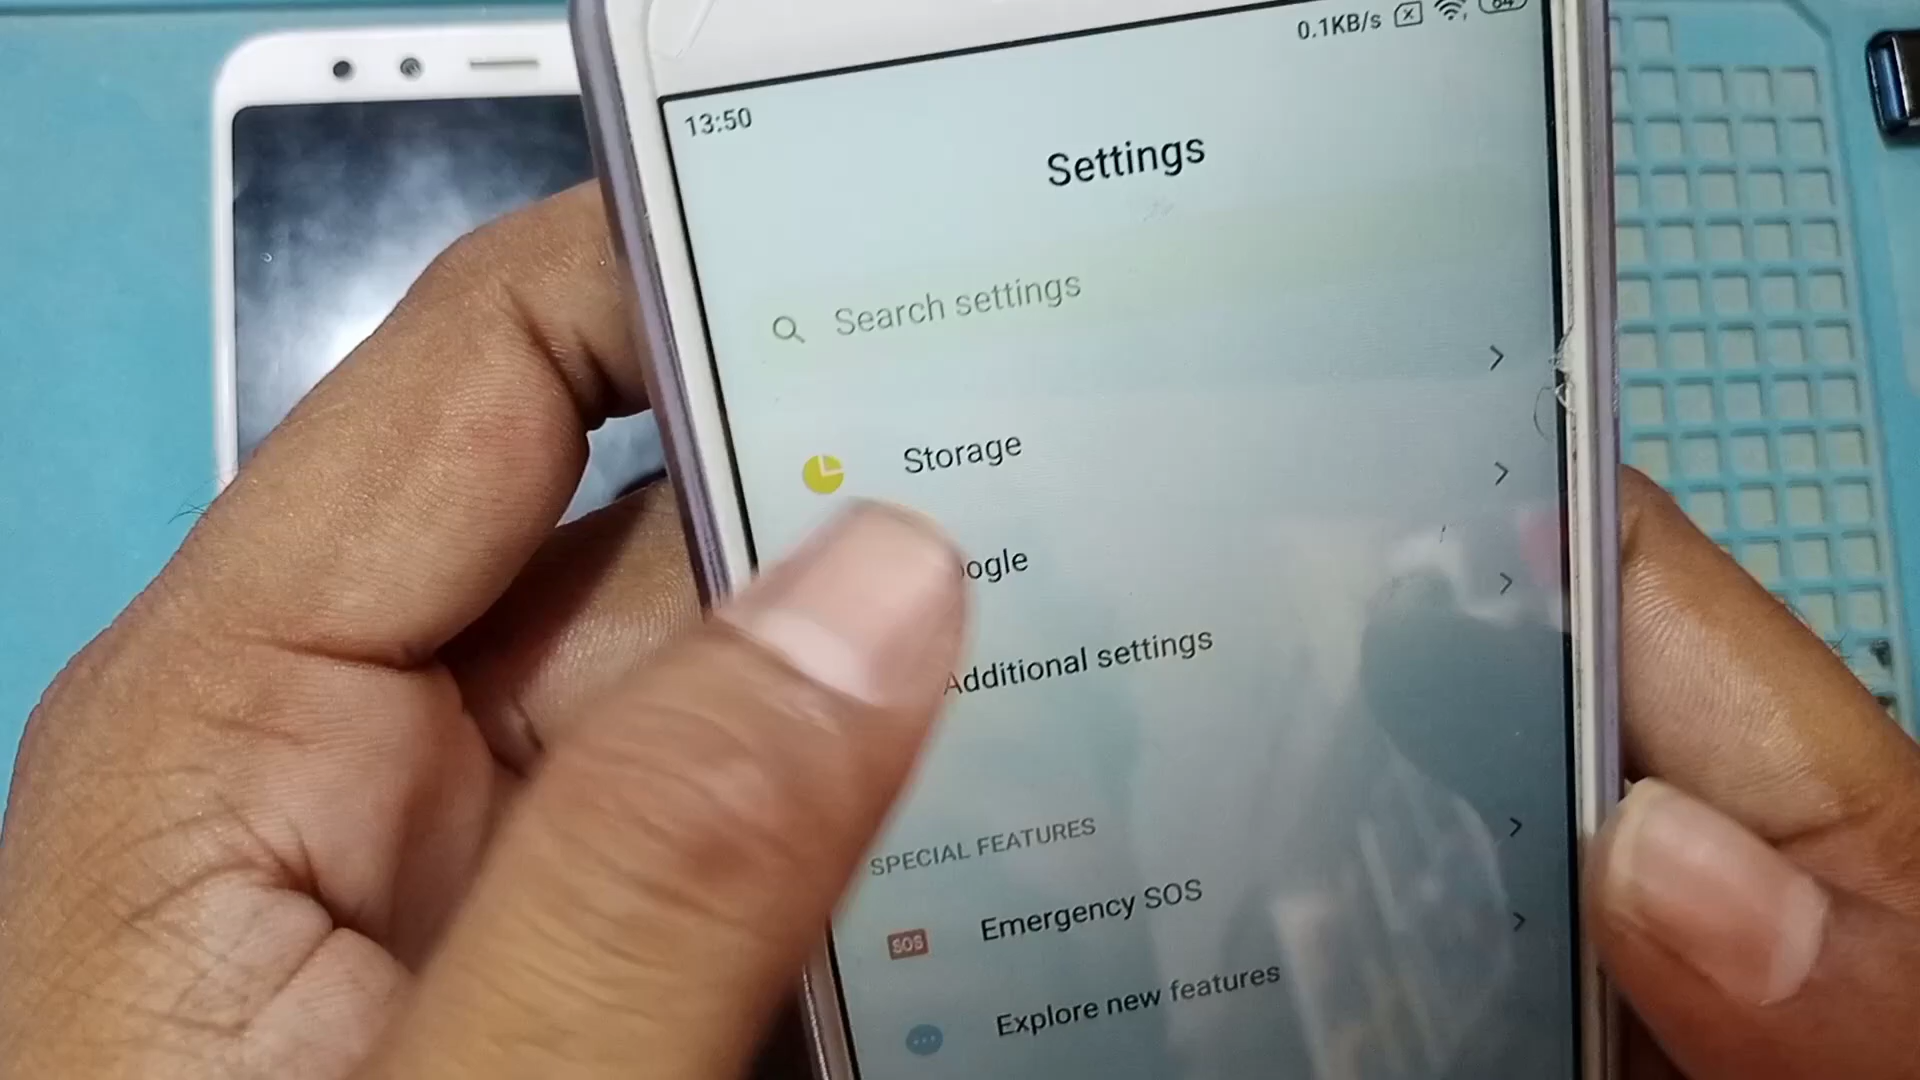 0.1KB/s
13:50
Settings
Search settings
Storage
ogle
Additional settings
SPECIAL FEATURES
SOS
Emergency SOS
Explore new features